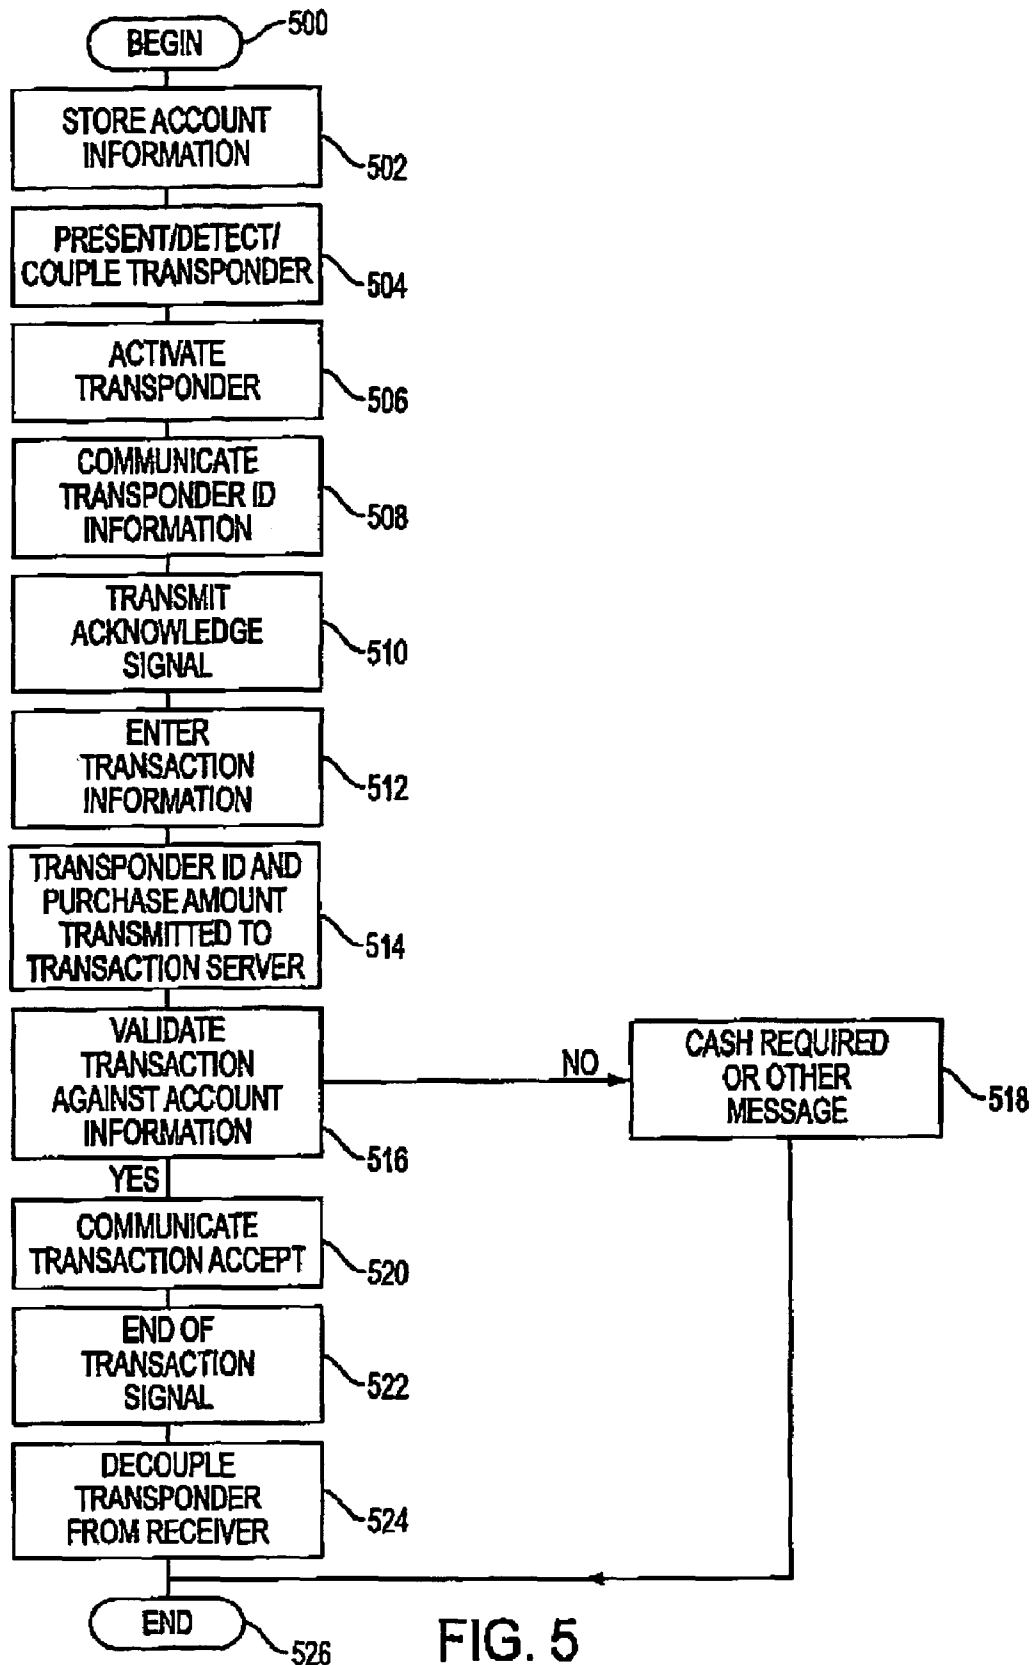 BEGIN
500
STORE ACCOUNT
INFORMATION
502
PRESENT/DETECT/
COUPLE TRANSPONDER
504
ACTIVATE
TRANSPONDER
506
COMMUNICATE
TRANSPONDER ID
INFORMATION
508
TRANSMIT
ACKNOWLEDGE
SIGNAL
510
ENTER
TRANSACTION
INFORMATION
512
TRANSPONDER ID AND
PURCHASE AMOUNT
TRANSMITTED TO
TRANSACTION SERVER
514
VALIDATE
TRANSACTION
AGAINST ACCOUNT
INFORMATION
516
NO
CASH REQUIRED
OR OTHER
MESSAGE
518
YES
COMMUNICATE
TRANSACTION ACCEPT
520
END OF
TRANSACTION
SIGNAL
522
DECOUPLE
TRANSPONDER
FROM RECEIVER
524
END
526
FIG. 5